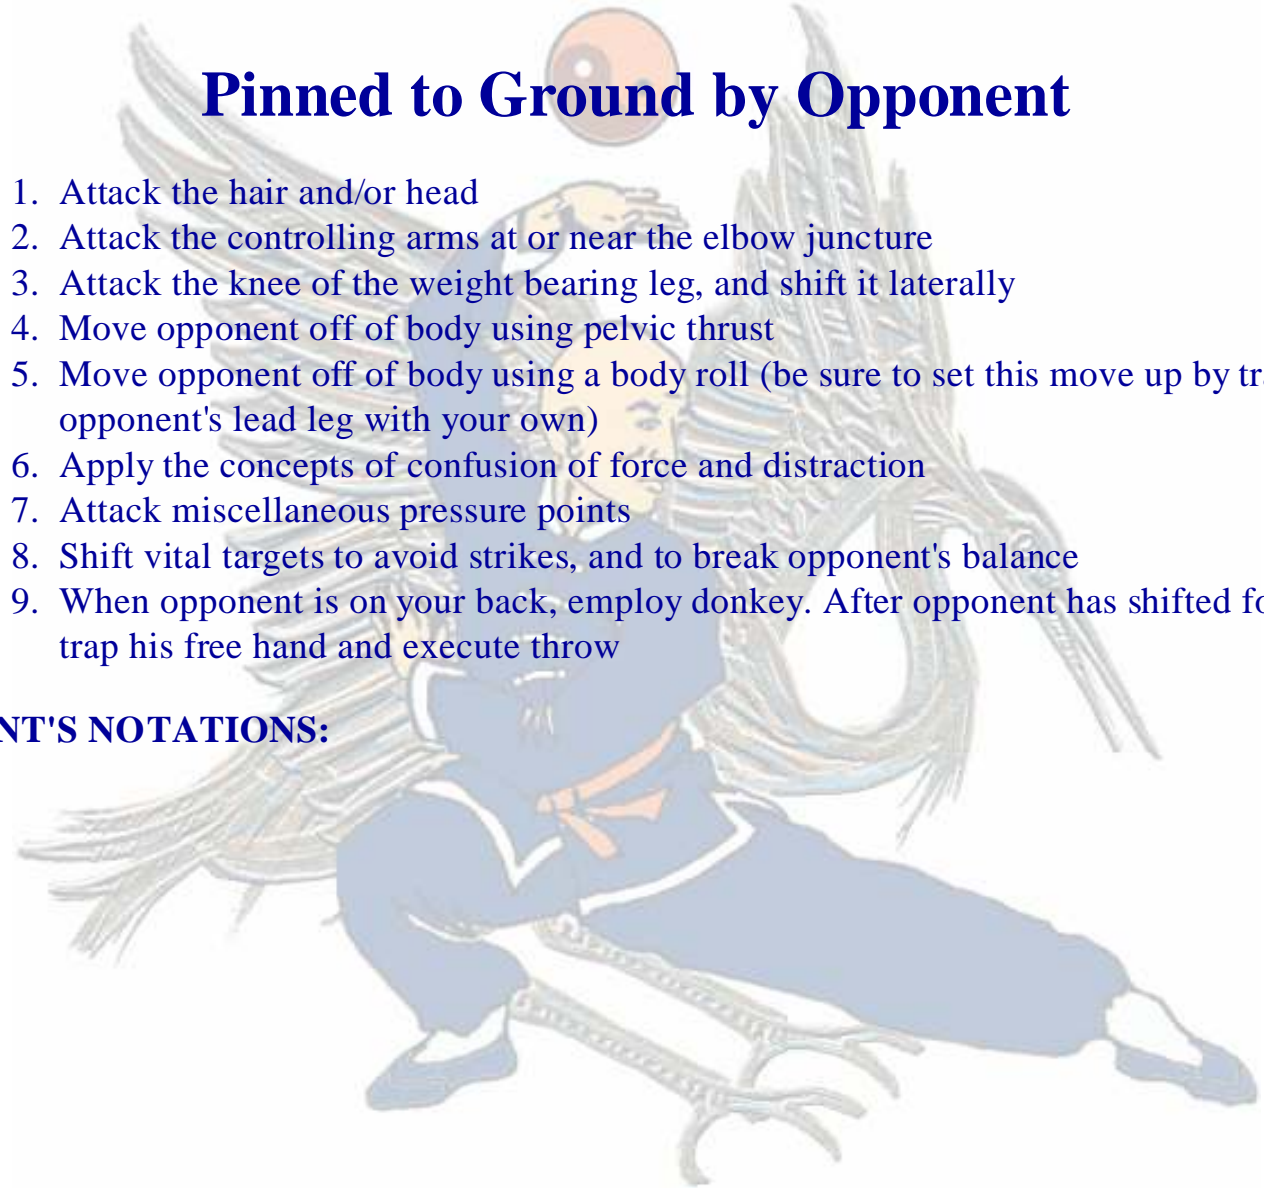 Pinned to Ground by Opponent
1. Attack the hair and/or head
2. Attack the controlling arms at or near the elbow juncture
3. Attack the knee of the weight bearing leg, and shift it laterally
4. Move opponent off of body using pelvic thrust
5. Move opponent off of body using a body roll (be sure to set this move up by
opponent's lead leg with your own)
6. Apply the concepts of confusion of force and distraction
7. Attack miscellaneous pressure points
8. Shift vital targets to avoid strikes, and to break opponent's balance
9. When opponent is on your back, employ donkey. After opponent has shifted
trap his free hand and execute throw
NOTATIONS: